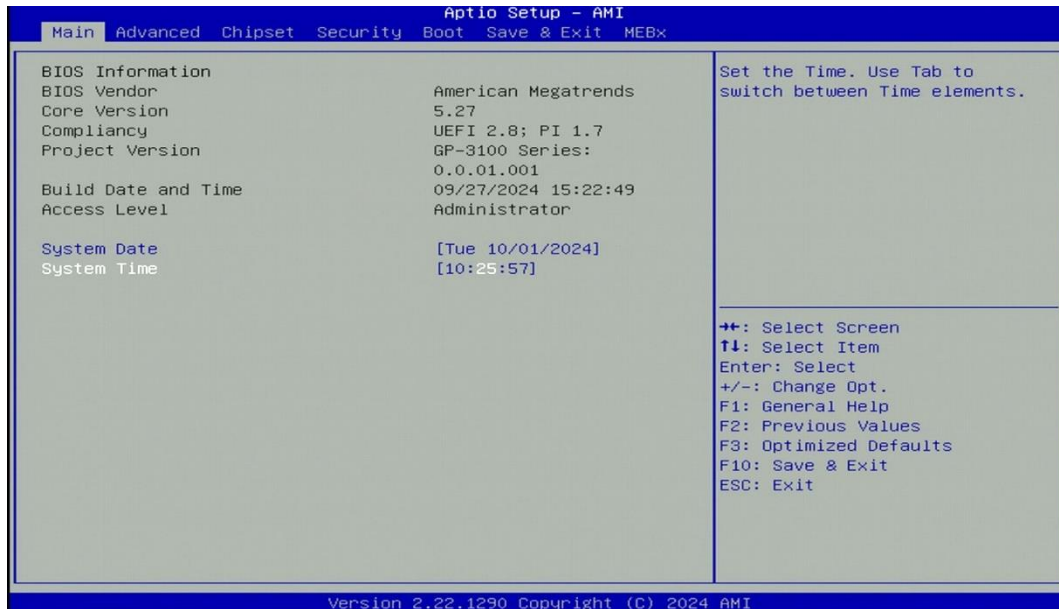 Aptio Setup – AMI
Main Advanced Chipset Security Boot Save & Exit MEBx
BIOS Information
BIOS Vendor American Megatrends
Core Version 5.27
Compliancy UEFI 2.8; PI 1.7
Project Version GP-3100 Series:
0.0.01.001
Build Date and Time 09/27/2024 15:22:49
Access Level Administrator
System Date [Tue 10/01/2024]
System Time [10:25:57]
Set the Time. Use Tab to
switch between Time elements.
→←: Select Screen
↑↓: Select Item
Enter: Select
+/-: Change Opt.
F1: General Help
F2: Previous Values
F3: Optimized Defaults
F10: Save & Exit
ESC: Exit
Version 2.22.1290 Copyright (C) 2024 AMI